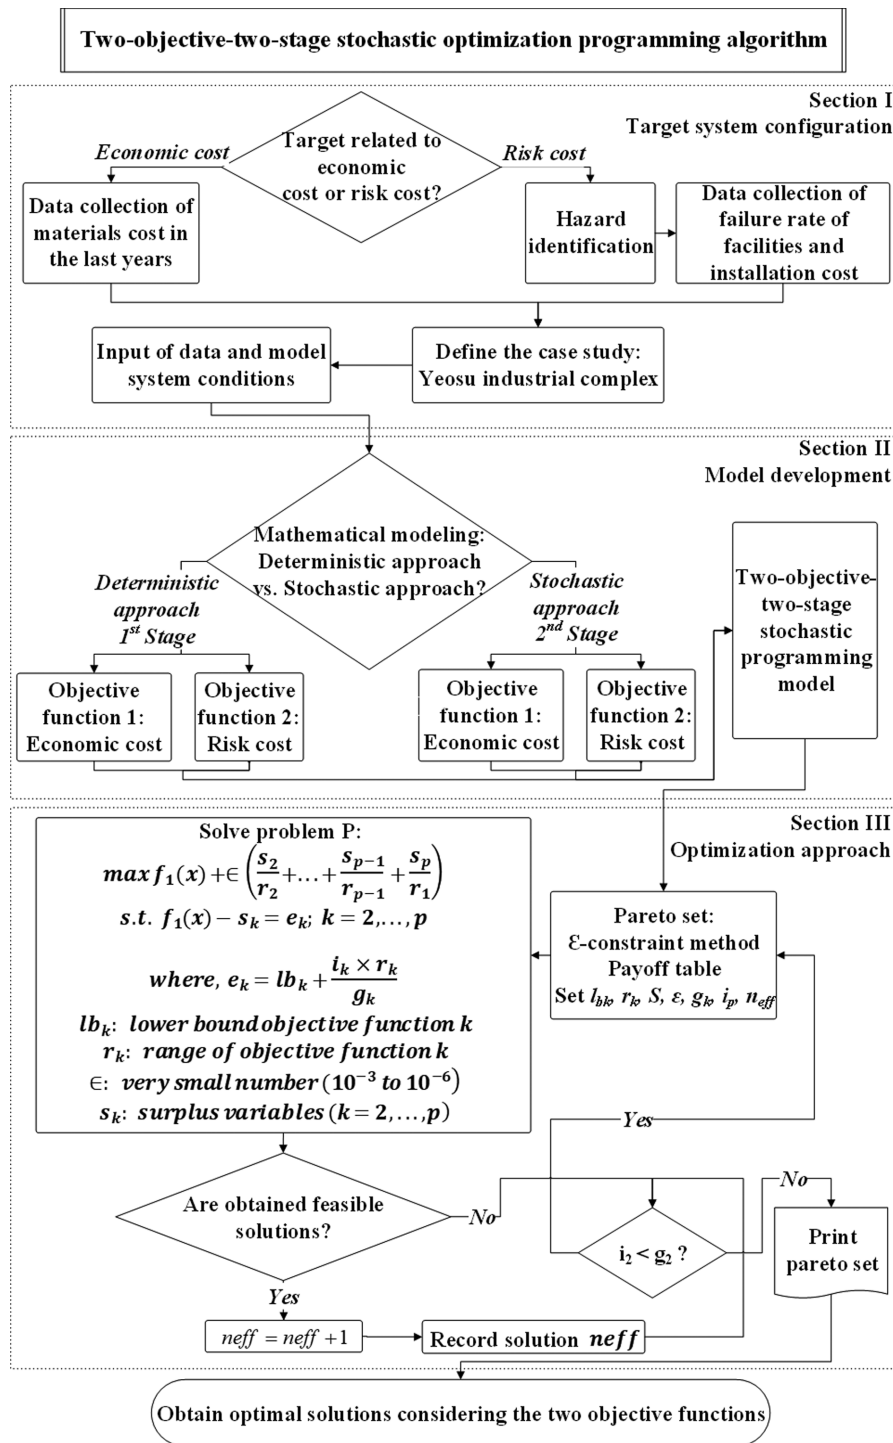 Two-objective-two-stage stochastic optimization programming algorithm
Section I
Target system configuration
Economic cost
Target related to
economic
cost or risk cost?
Risk cost
Data collection of
materials cost in
the last years
Hazard
identification
Data collection of
failure rate of
facilities and
installation cost
Input of data and model
system conditions
Define the case study:
Yeosu industrial complex
Section II
Model development
Mathematical modeling:
Deterministic approach
vs. Stochastic approach?
Deterministic
approach
1st Stage
Stochastic
approach
2nd Stage
Two-objective-
two-stage
stochastic
programming
model
Objective
function 1:
Economic cost
Objective
function 2:
Risk cost
Objective
function 1:
Economic cost
Objective
function 2:
Risk cost
Section III
Optimization approach
Solve problem P:
max f₁(x) +∈ (s₂/r₂ +…+ sₚ₋₁/rₚ₋₁ + sₚ/r₁)
s.t. f₁(x) − sₖ = eₖ; k = 2,…,p
where, eₖ = lbₖ + (iₖ × rₖ)/gₖ
lbₖ: lower bound objective function k
rₖ: range of objective function k
∈: very small number (10⁻³ to 10⁻⁶)
sₖ: surplus variables (k = 2,…,p)
Pareto set:
Ɛ-constraint method
Payoff table
Set l_bk, r_k, S, ε, g_k, i_p, n_eff
Yes
Are obtained feasible
solutions?
No
i₂ < g₂ ?
No
Print
pareto set
Yes
neff = neff +1
Record solution neff
Obtain optimal solutions considering the two objective functions